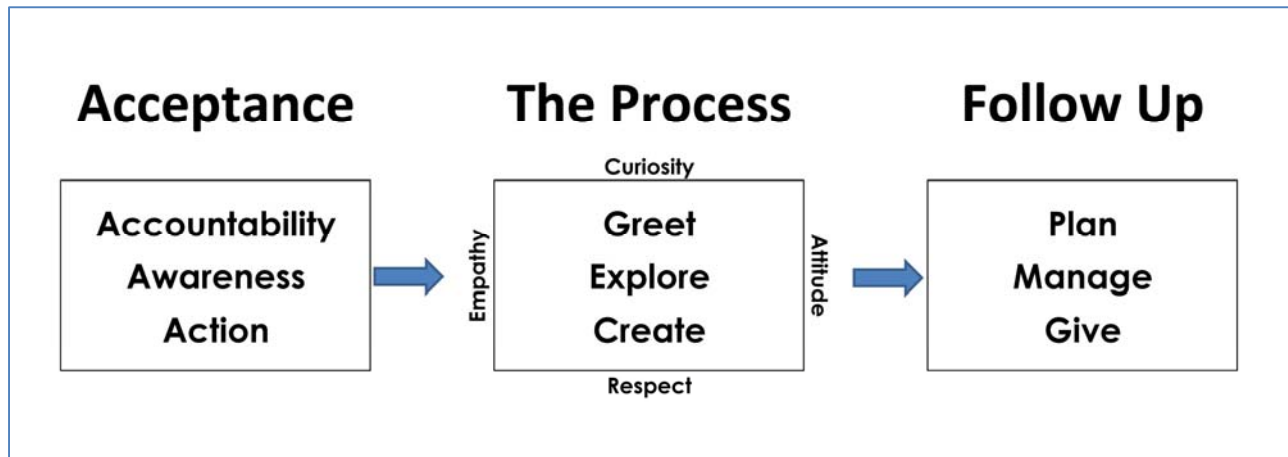 Acceptance
Accountability
Awareness
Action
The Process
Curiosity
Empathy
Greet
Explore
Create
Attitude
Respect
Follow Up
Plan
Manage
Give